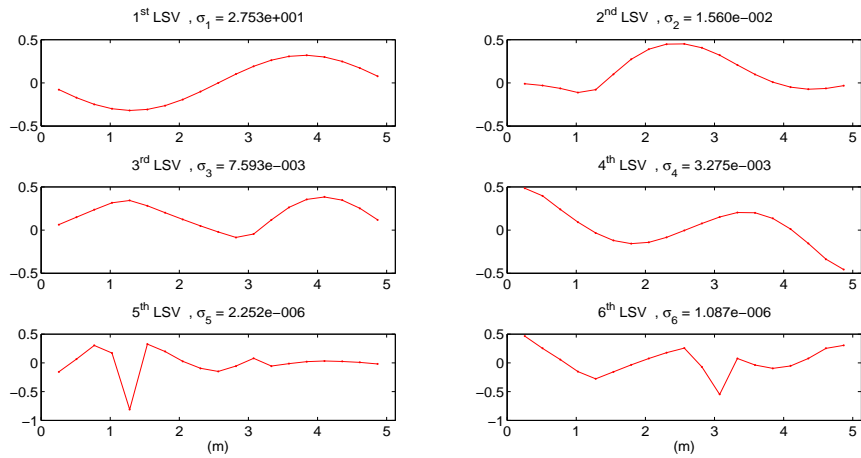 1st LSV , σ1 = 2.753e+001
0.5
0
−0.5
0 1 2 3 4 5
2nd LSV , σ2 = 1.560e−002
0.5
0
−0.5
0 1 2 3 4 5
3rd LSV , σ3 = 7.593e−003
0.5
0
−0.5
0 1 2 3 4 5
4th LSV , σ4 = 3.275e−003
0.5
0
−0.5
0 1 2 3 4 5
5th LSV , σ5 = 2.252e−006
0.5
0
−0.5
−1
0 1 2 3 4 5
(m)
6th LSV , σ6 = 1.087e−006
0.5
0
−0.5
−1
0 1 2 3 4 5
(m)